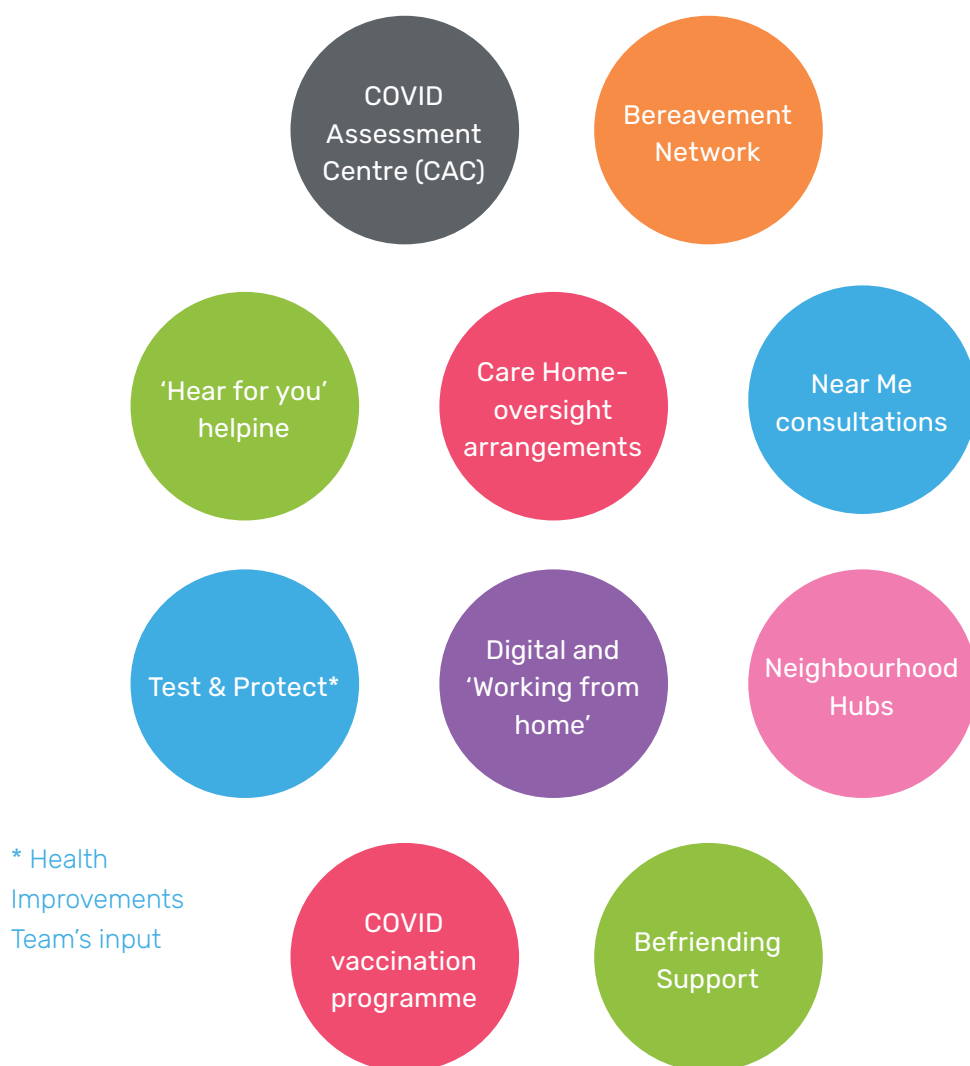 COVID
Assessment
Centre (CAC)
Bereavement
Network
‘Hear for you’
helpine
Care Home-
oversight
arrangements
Near Me
consultations
Test & Protect*
Digital and
‘Working from
home’
Neighbourhood
Hubs
* Health
Improvements
Team’s input
COVID
vaccination
programme
Befriending
Support